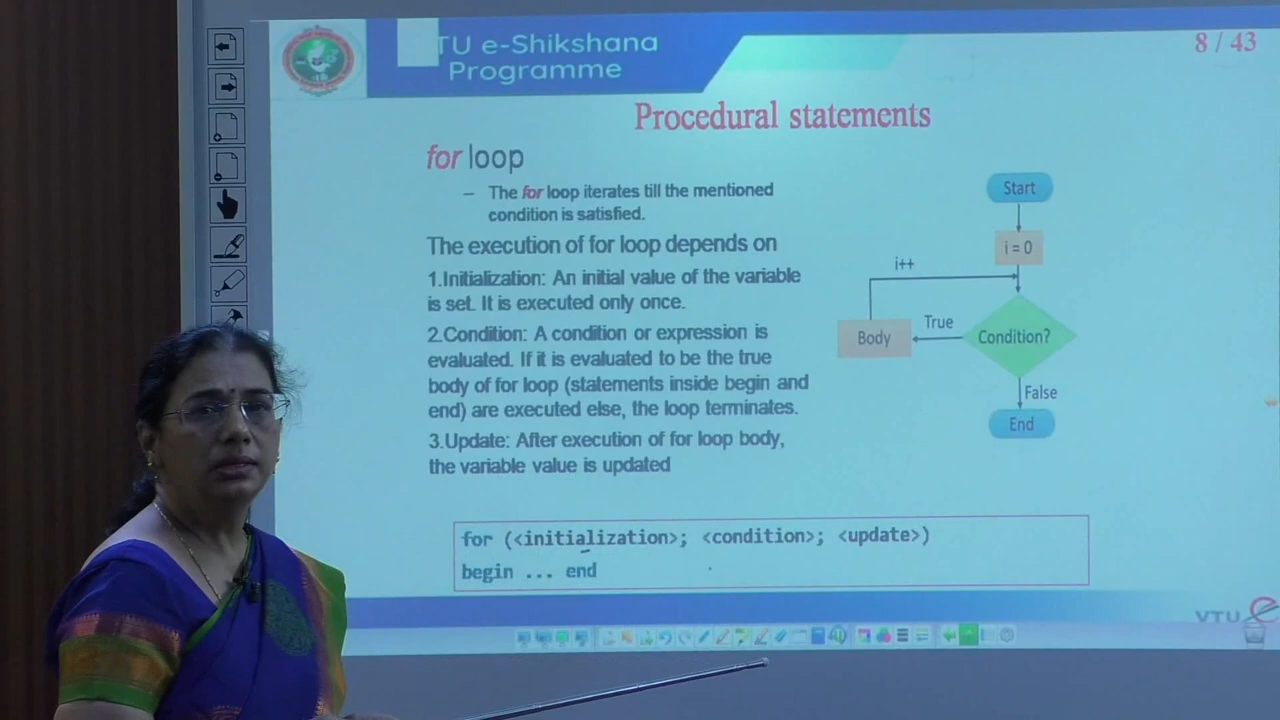 TU e-Shikshana
Programme
8 / 43
Procedural statements
for loop
– The for loop iterates till the mentioned
condition is satisfied.
The execution of for loop depends on
1.Initialization: An initial value of the variable
is set. It is executed only once.
2.Condition: A condition or expression is
evaluated. If it is evaluated to be the true
body of for loop (statements inside begin and
end) are executed else, the loop terminates.
3.Update: After execution of for loop body,
the variable value is updated
Start
i = 0
i++
Condition?
True
Body
False
End
for (<initialization>; <condition>; <update>)
begin ... end
VTU e